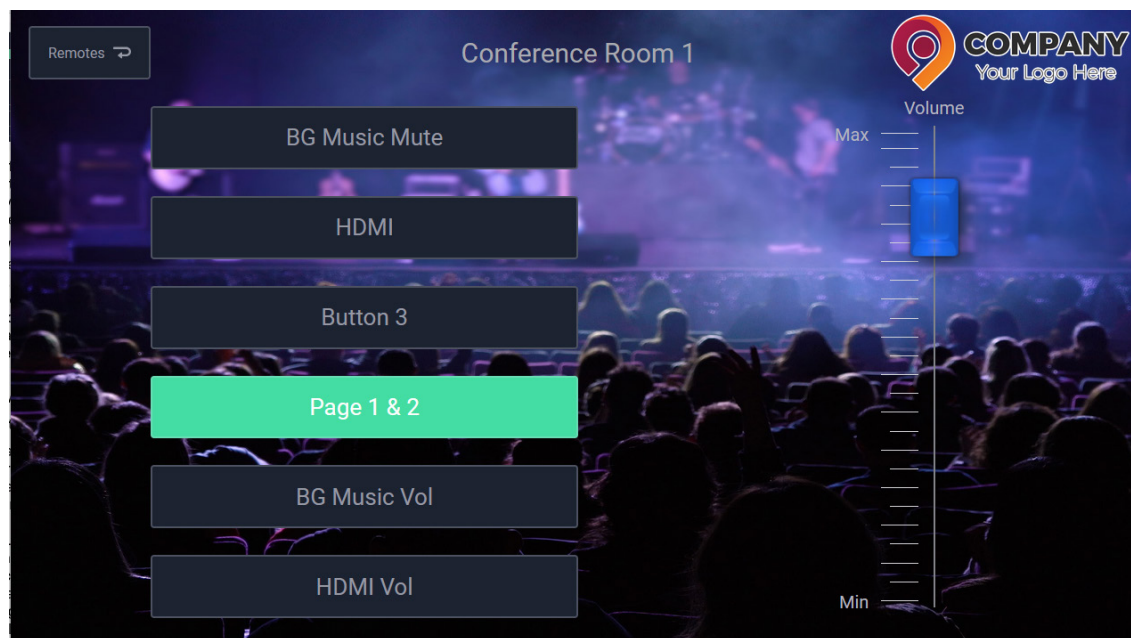 Remotes
Conference Room 1
COMPANY
Your Logo Here
Volume
Max
BG Music Mute
HDMI
Button 3
Page 1 & 2
BG Music Vol
HDMI Vol
Min